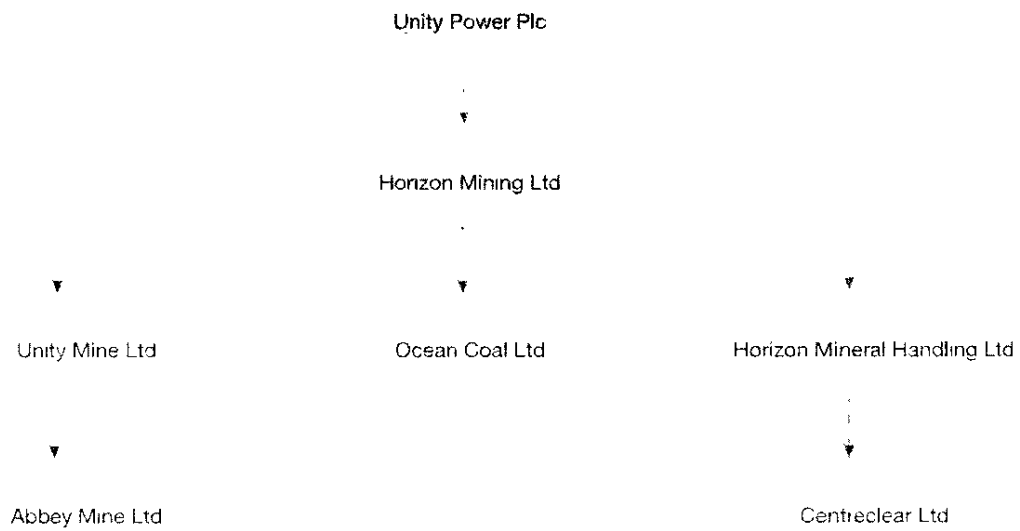 Unity Power Plc
Horizon Mining Ltd
Unity Mine Ltd
Ocean Coal Ltd
Horizon Mineral Handling Ltd
Abbey Mine Ltd
Centreclear Ltd